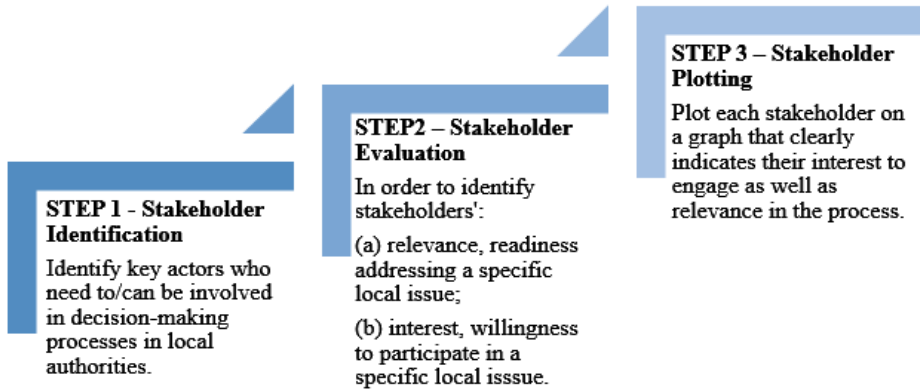 STEP 1 - Stakeholder
Identification
Identify key actors who
need to/can be involved
in decision-making
processes in local
authorities.
STEP2 – Stakeholder
Evaluation
In order to identify
stakeholders':
(a) relevance, readiness
addressing a specific
local issue;
(b) interest, willingness
to participate in a
specific local isssue.
STEP 3 – Stakeholder
Plotting
Plot each stakeholder on
a graph that clearly
indicates their interest to
engage as well as
relevance in the process.